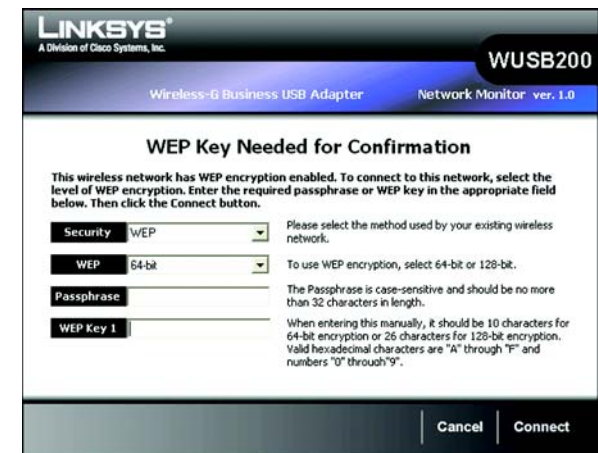 LINKSYS®
A Division of Cisco Systems, Inc.
WUSB200
Wireless-G Business USB Adapter
Network Monitor ver. 1.0
WEP Key Needed for Confirmation
This wireless network has WEP encryption enabled. To connect to this network, select the
level of WEP encryption. Enter the required passphrase or WEP key in the appropriate field
below. Then click the Connect button.
Security WEP
Please select the method used by your existing wireless
network.
WEP 64-bit
To use WEP encryption, select 64-bit or 128-bit.
Passphrase
The Passphrase is case-sensitive and should be no more
than 32 characters in length.
WEP Key 1
When entering this manually, it should be 10 characters for
64-bit encryption or 26 characters for 128-bit encryption.
Valid hexadecimal characters are "A" through "F" and
numbers "0" through"9".
Cancel
Connect